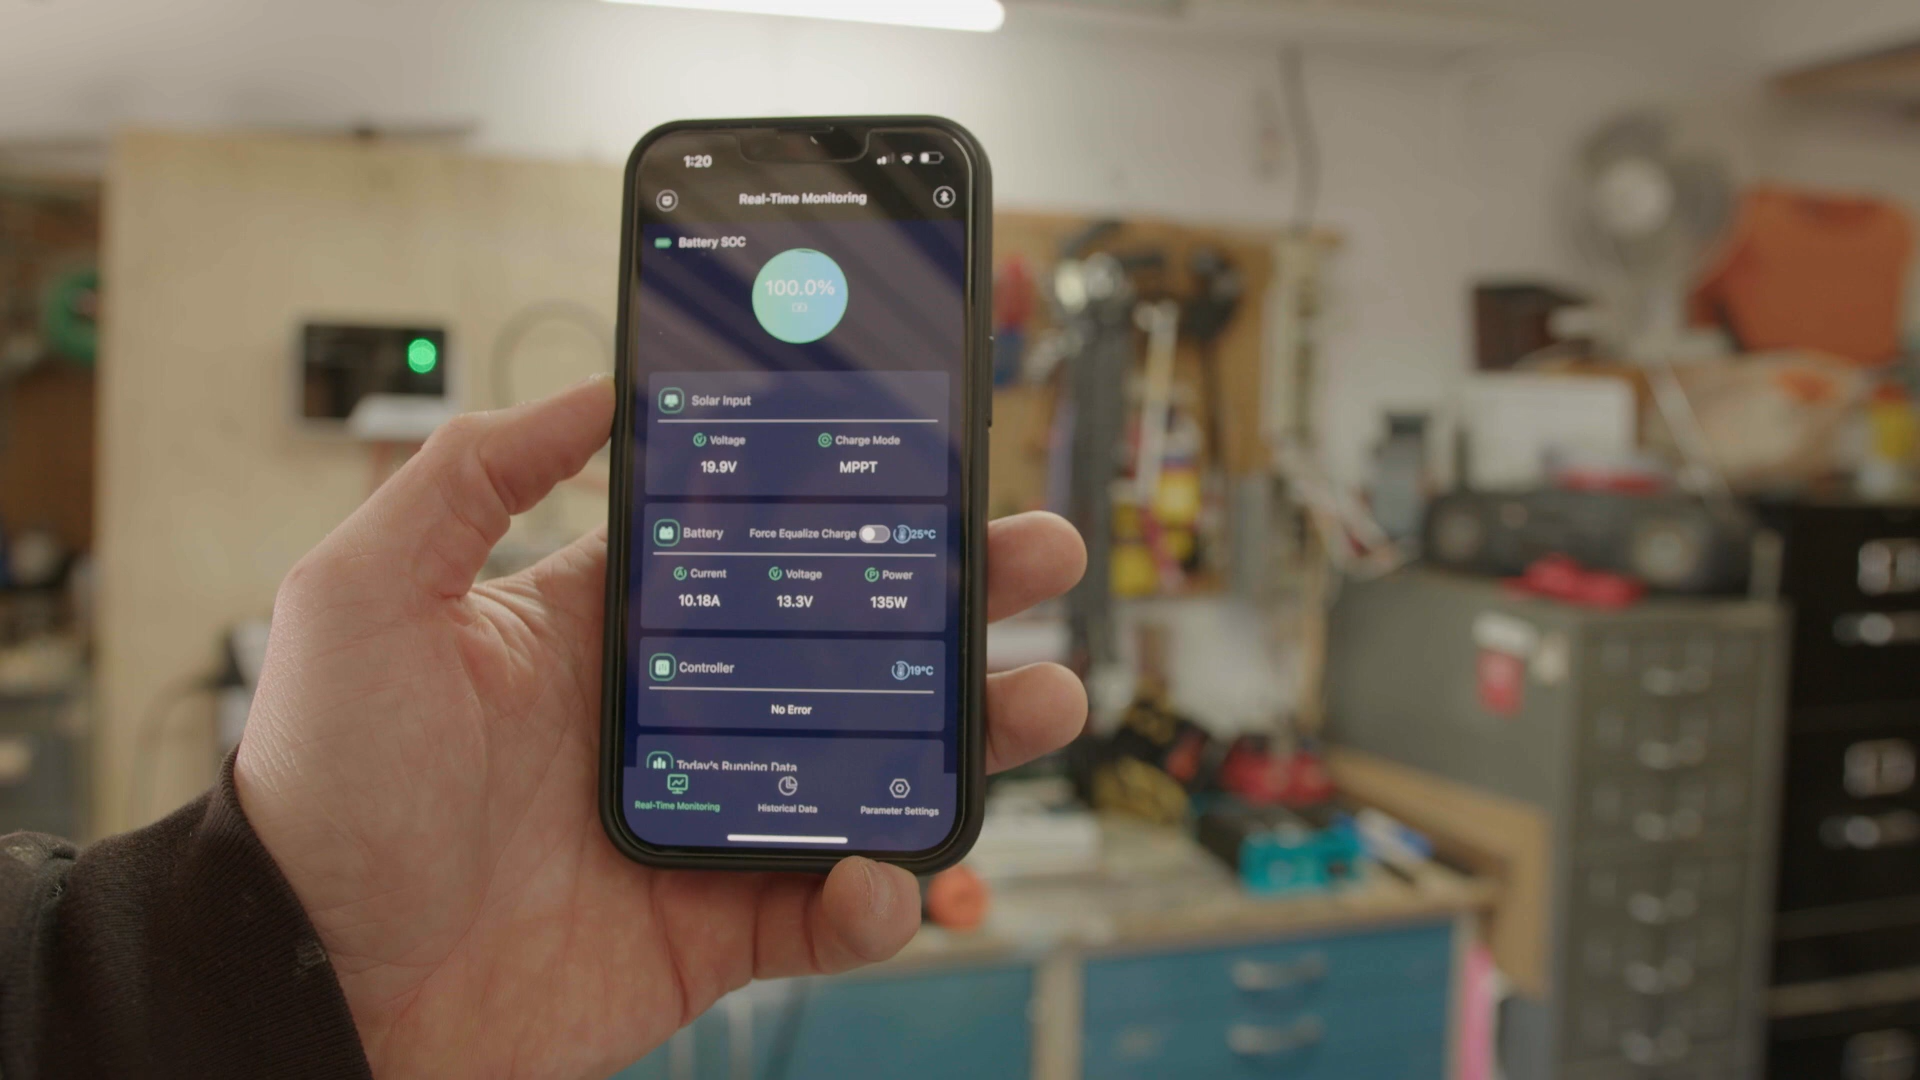 1:20
Real-Time Monitoring
Battery SOC
100.0%
Solar Input
Voltage Charge Mode
19.9V MPPT
Battery Force Equalize Charge 25°C
Current Voltage Power
10.18A 13.3V 135W
Controller 19°C
No Error
Today's Running Data
Real-Time Monitoring Historical Data Parameter Settings